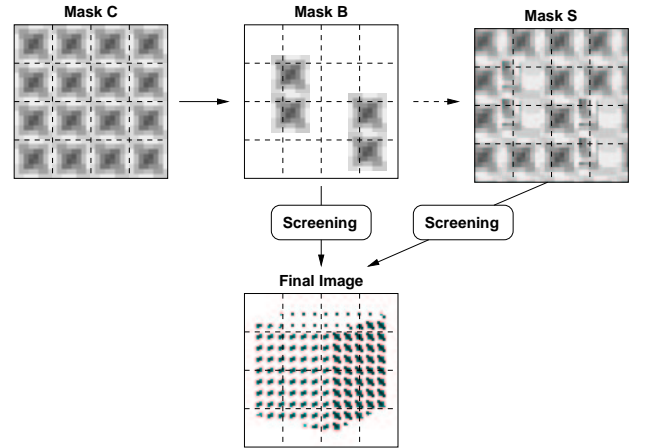 Mask C
Mask B
Mask S
Screening
Screening
Final Image